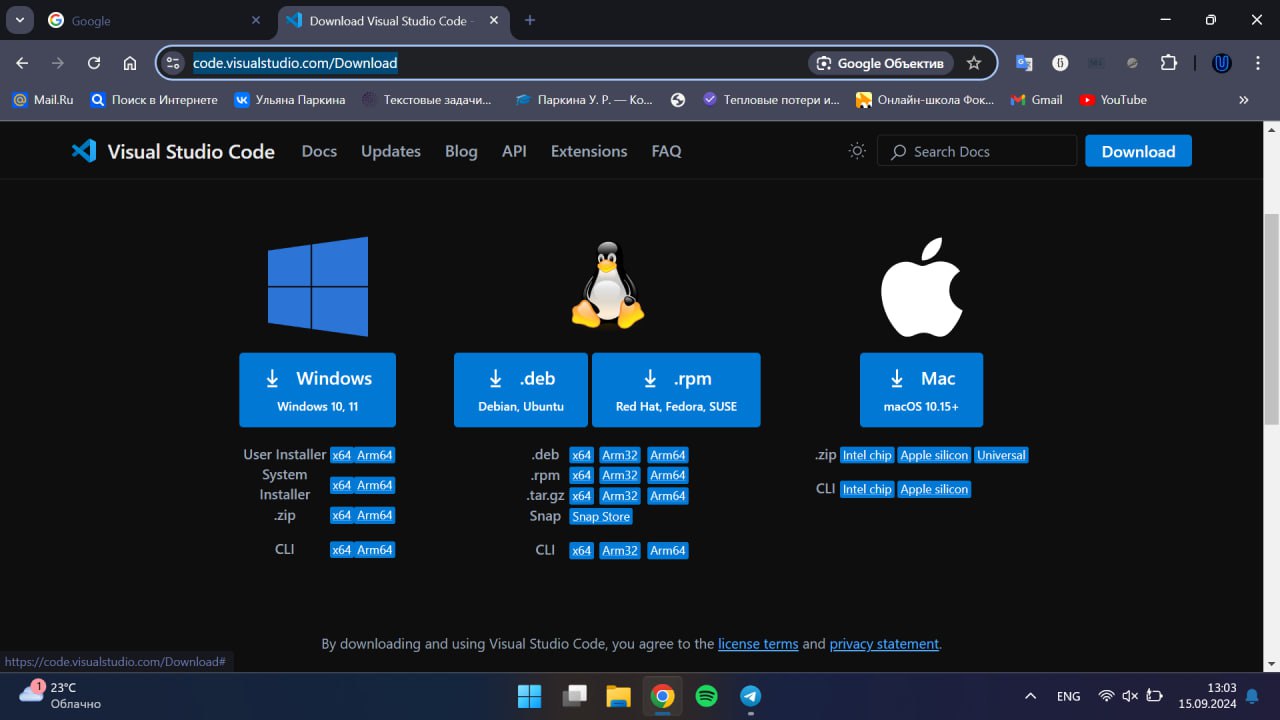 Google
Download Visual Studio Code -
code.visualstudio.com/Download
Google Объектив
Mail.Ru
Поиск в Интернете
Ульяна Паркина
Текстовые задачи...
Паркина У. Р. — Ко...
Тепловые потери и...
Онлайн-школа Фок...
Gmail
YouTube
Visual Studio Code
Docs
Updates
Blog
API
Extensions
FAQ
Search Docs
Download
Windows
Windows 10, 11
.deb
Debian, Ubuntu
.rpm
Red Hat, Fedora, SUSE
Mac
macOS 10.15+
User Installer x64 Arm64
System
Installer x64 Arm64
.zip x64 Arm64
CLI x64 Arm64
.deb x64 Arm32 Arm64
.rpm x64 Arm32 Arm64
.tar.gz x64 Arm32 Arm64
Snap Snap Store
CLI x64 Arm32 Arm64
.zip Intel chip Apple silicon Universal
CLI Intel chip Apple silicon
By downloading and using Visual Studio Code, you agree to the license terms and privacy statement.
https://code.visualstudio.com/Download#
1
23°C
Облачно
ENG
13:03
15.09.2024